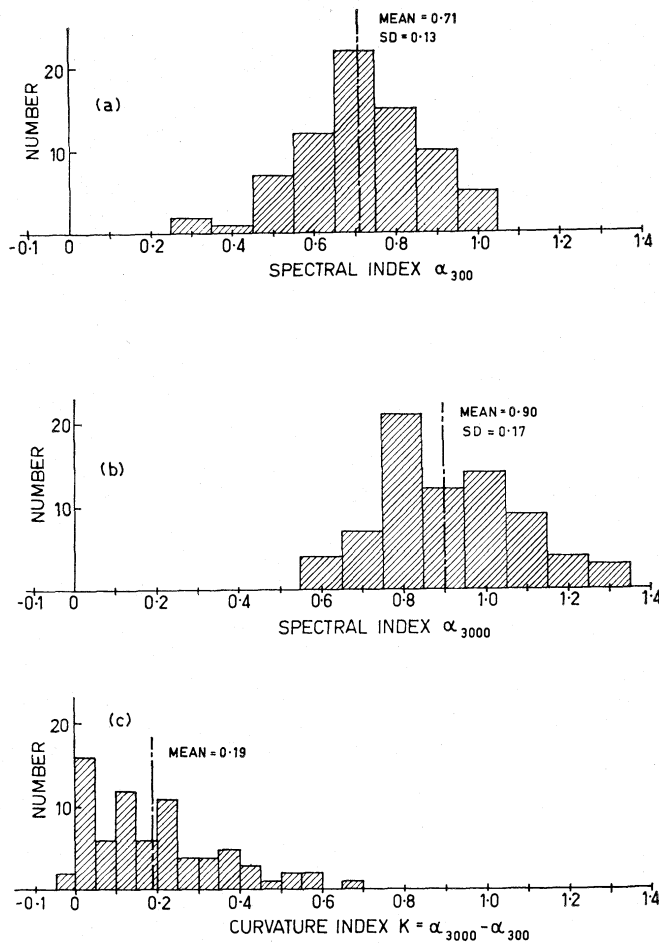 MEAN = 0·71
SD = 0·13
20
10
NUMBER
(a)
-0·1 0 0·2 0·4 0·6 0·8 1·0 1·2 1·4
SPECTRAL INDEX α300
MEAN = 0·90
SD = 0·17
20
10
NUMBER
(b)
-0·1 0 0·2 0·4 0·6 0·8 1·0 1·2 1·4
SPECTRAL INDEX α3000
(c)
20
10
NUMBER
MEAN = 0·19
-0·1 0 0·2 0·4 0·6 0·8 1·0 1·2 1·4
CURVATURE INDEX K = α3000 - α300